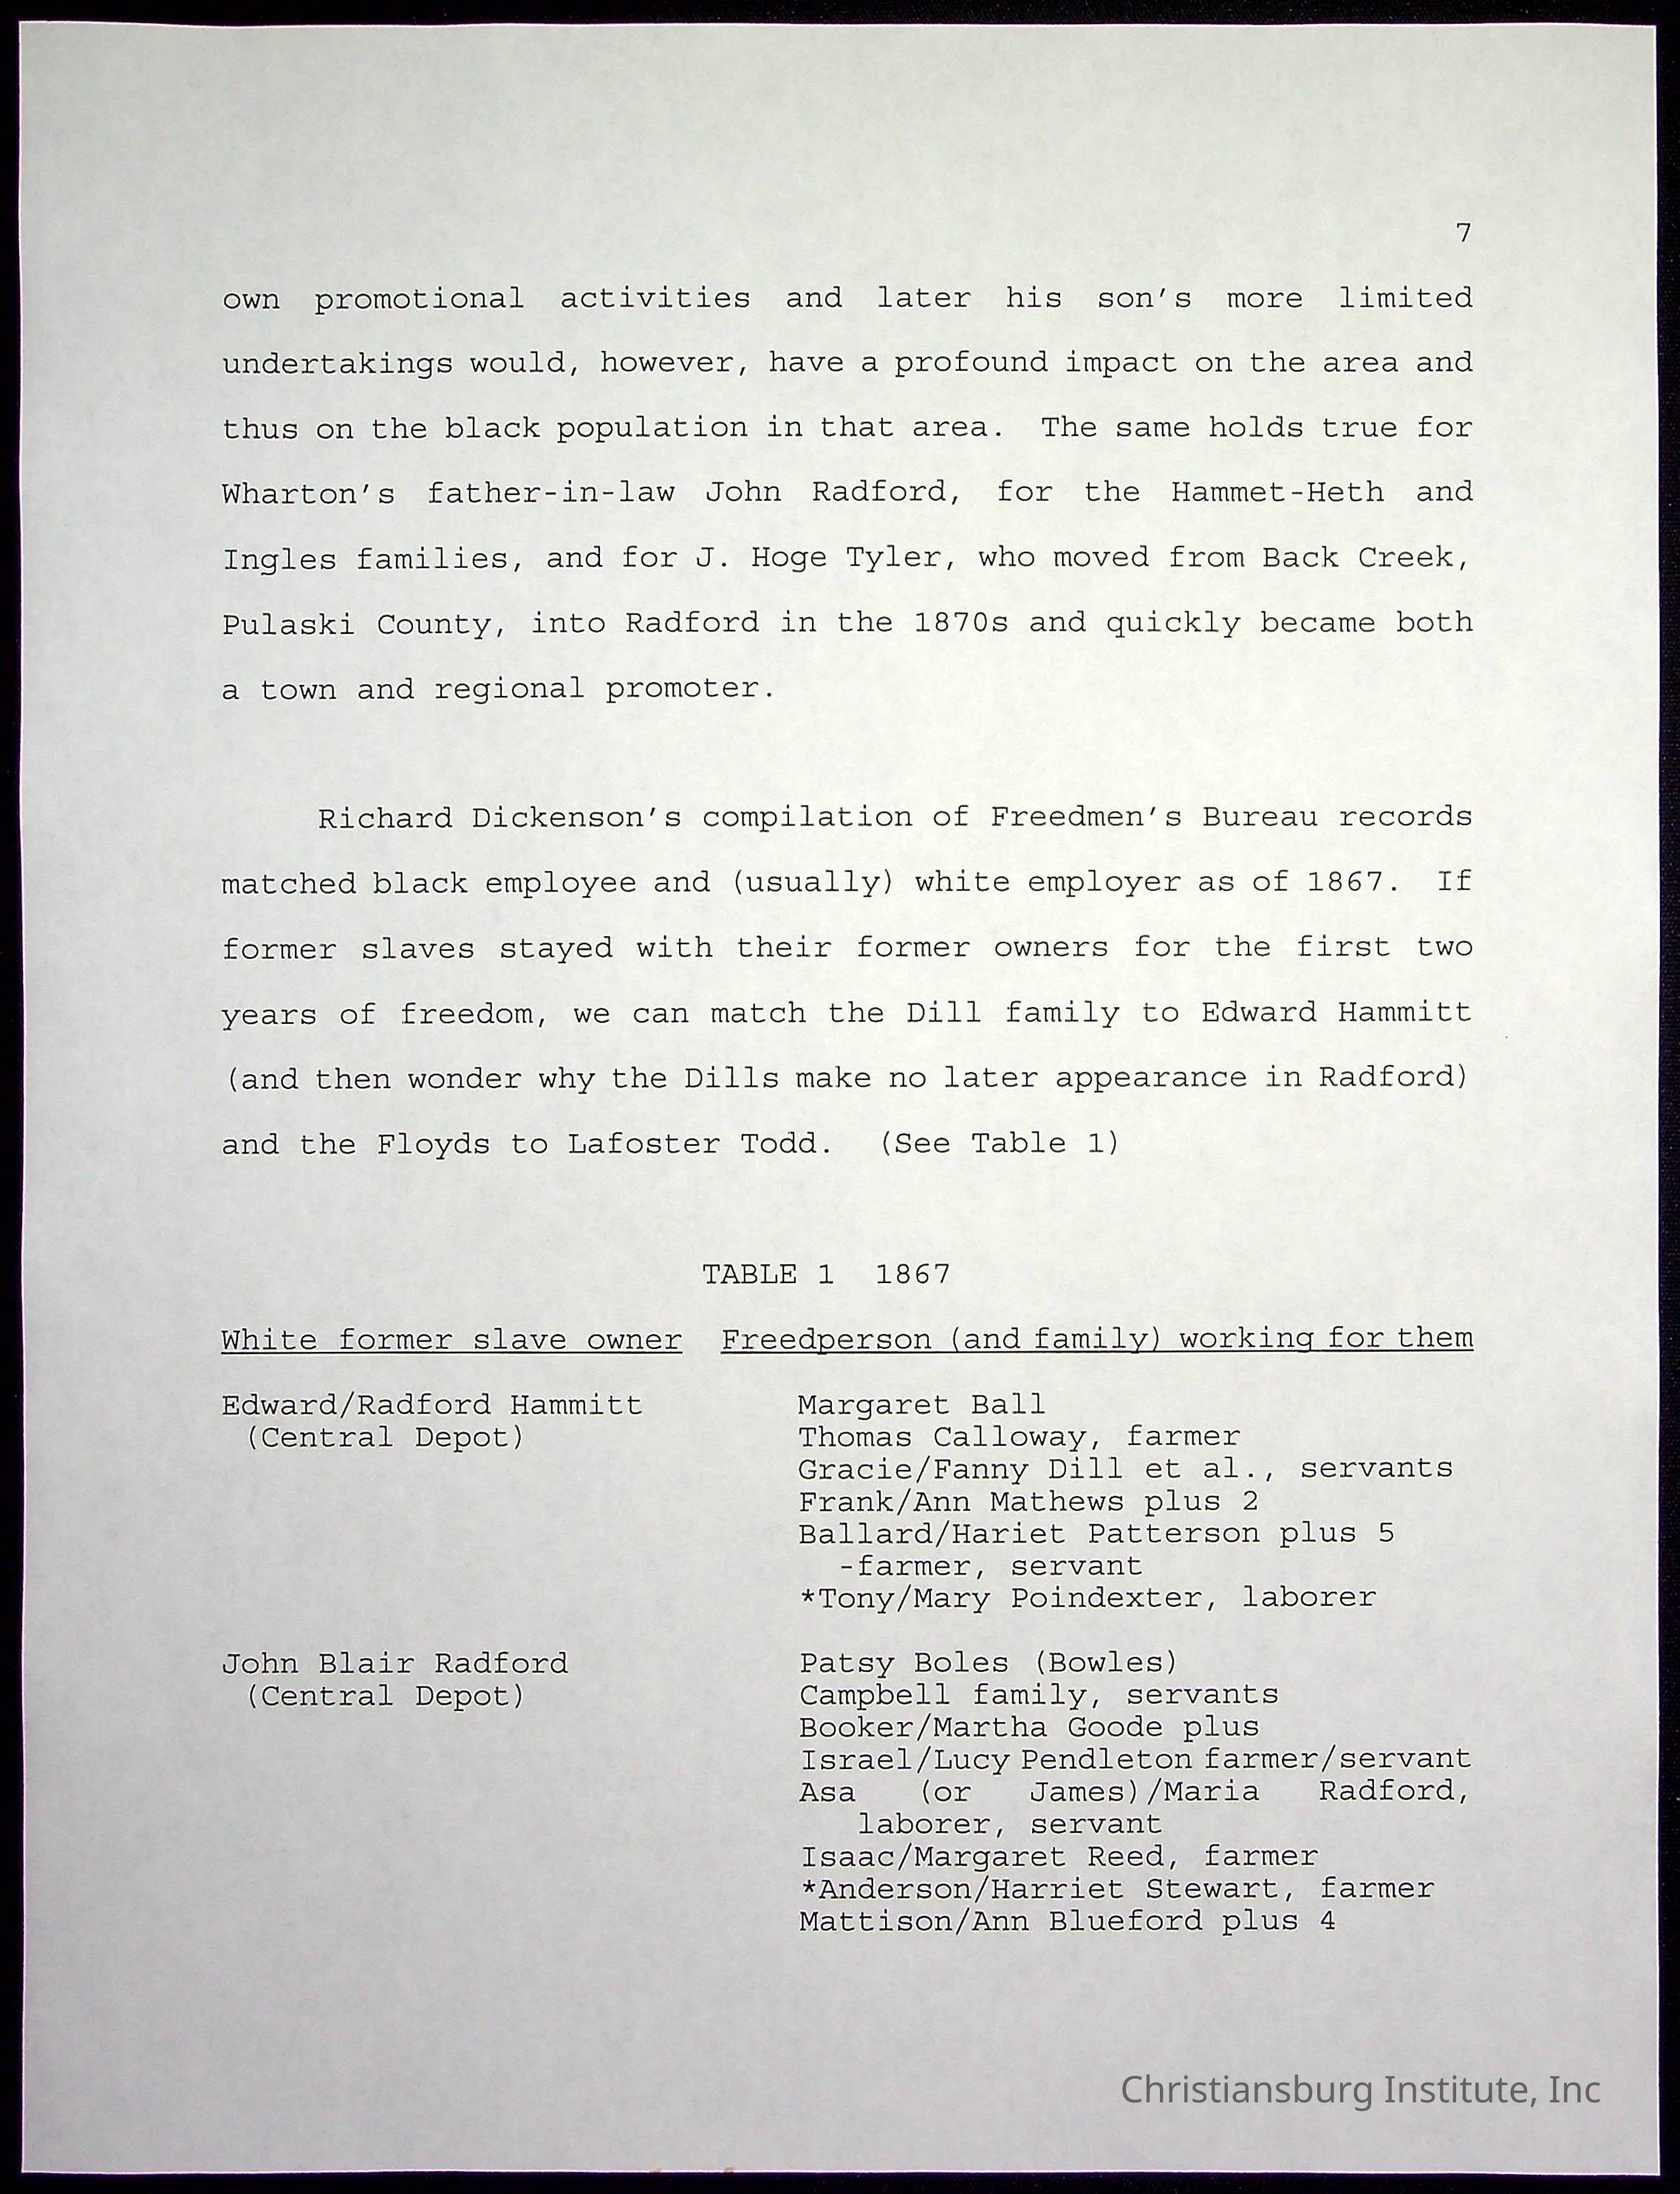 7
own promotional activities and later his son's more limited
undertakings would, however, have a profound impact on the area and
thus on the black population in that area. The same holds true for
Wharton's father-in-law John Radford, for the Hammet-Heth and
Ingles families, and for J. Hoge Tyler, who moved from Back Creek,
Pulaski County, into Radford in the 1870s and quickly became both
a town and regional promoter.
Richard Dickenson's compilation of Freedmen's Bureau records
matched black employee and (usually) white employer as of 1867. If
former slaves stayed with their former owners for the first two
years of freedom, we can match the Dill family to Edward Hammitt
(and then wonder why the Dills make no later appearance in Radford)
and the Floyds to Lafoster Todd. (See Table 1)
TABLE 1 1867
White former slave owner Freedperson (and family) working for them
Edward/Radford Hammitt Margaret Ball
(Central Depot) Thomas Calloway, farmer
Gracie/Fanny Dill et al., servants
Frank/Ann Mathews plus 2
Ballard/Hariet Patterson plus 5
-farmer, servant
*Tony/Mary Poindexter, laborer
John Blair Radford Patsy Boles (Bowles)
(Central Depot) Campbell family, servants
Booker/Martha Goode plus
Israel/Lucy Pendleton farmer/servant
Asa (or James)/Maria Radford,
laborer, servant
Isaac/Margaret Reed, farmer
*Anderson/Harriet Stewart, farmer
Mattison/Ann Blueford plus 4
Christiansburg Institute, Inc